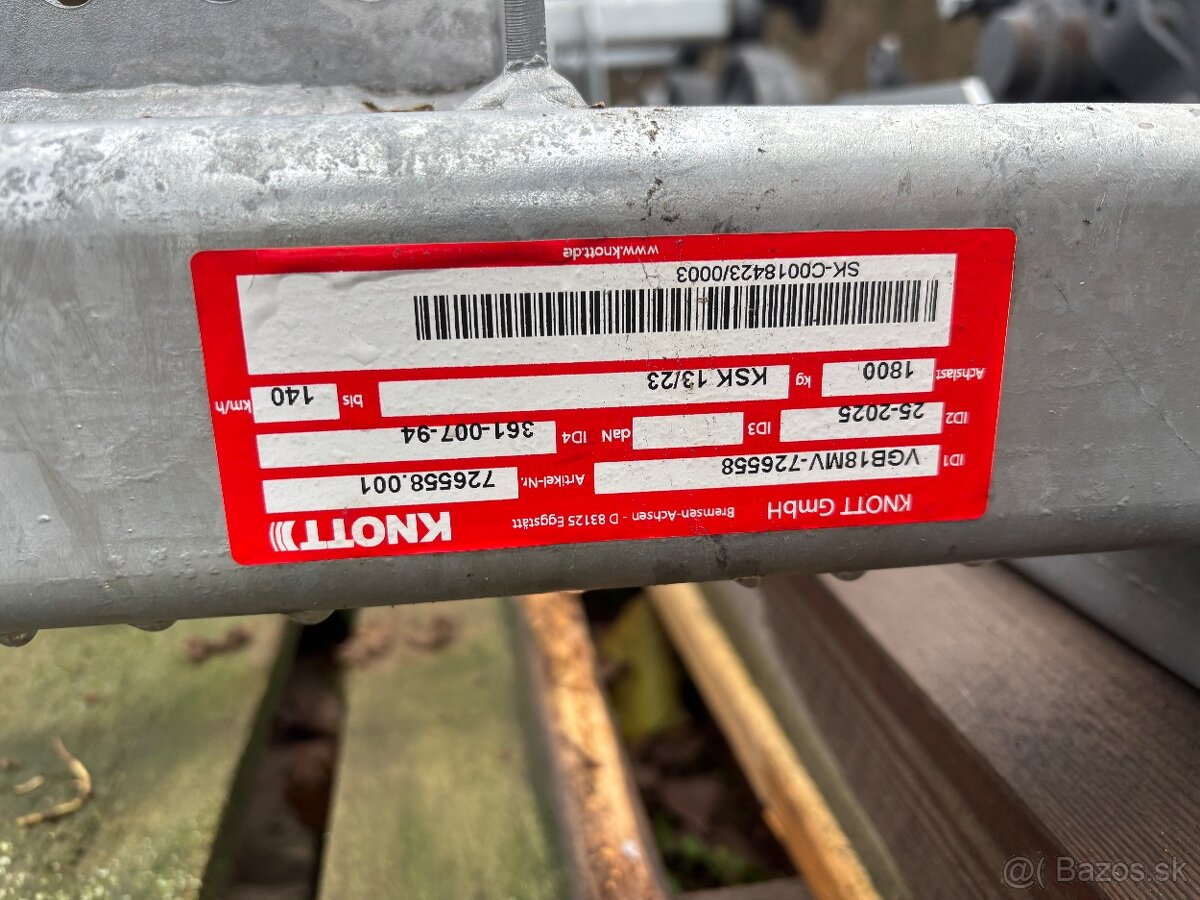 KNOTT GmbH Bremsen-Achsen - D 83125 Eggstätt KNOTT
ID1 VGB18MV-726558 Artikel-Nr. 726558.001
ID2 25-2025 ID3 daN ID4 361-007-94
Achslast 1800 kg KSK 13/23 bis 140 km/h
SK-C0018423/0003
www.knott.de
Bazos.sk